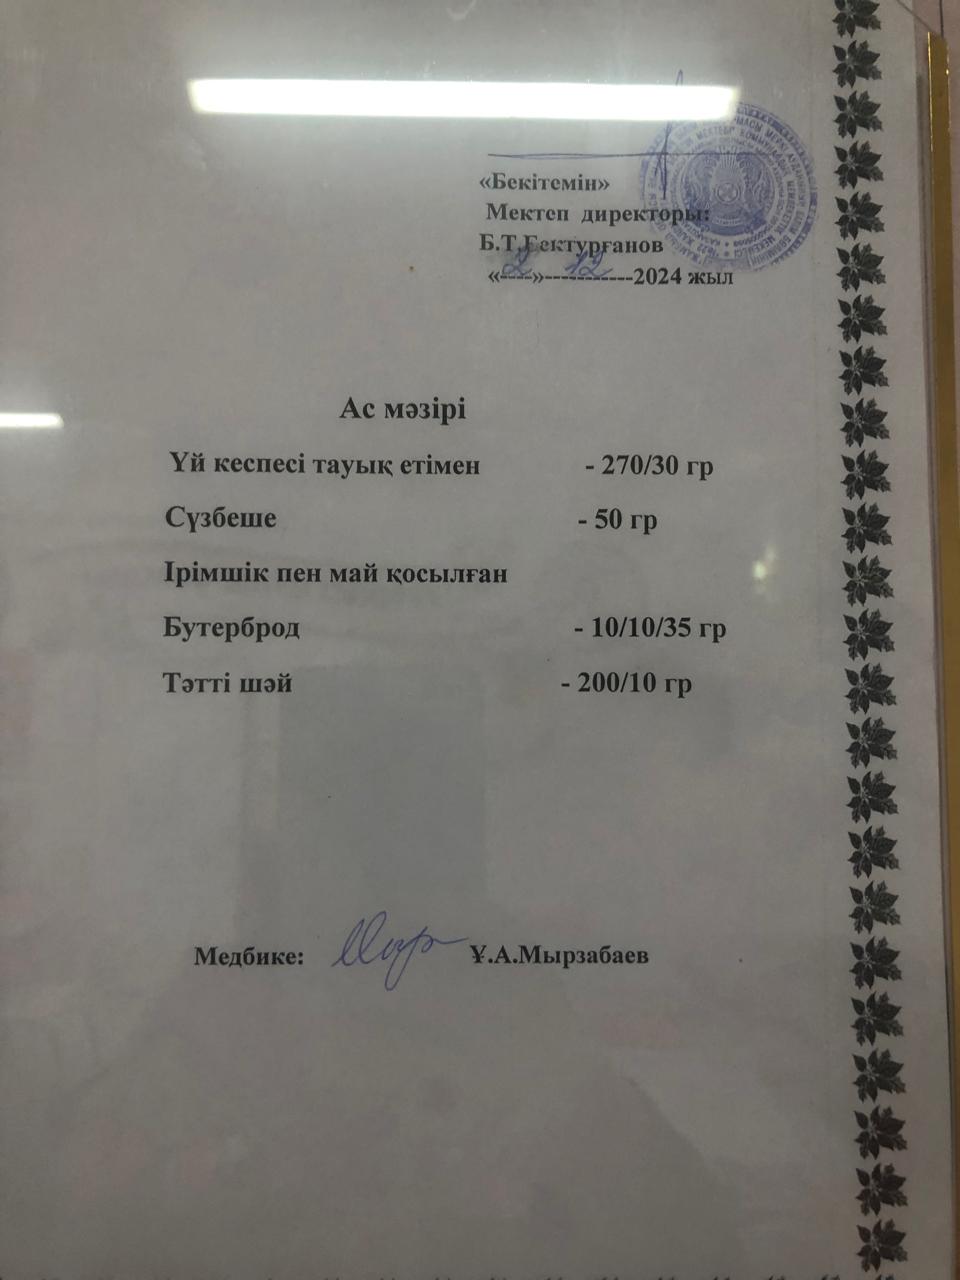 «Бекітемін»
Мектеп директоры:
Б.Т.Бектурғанов
«2» 12 2024 жыл
Ас мәзірі
Үй кеспесі тауық етімен - 270/30 гр
Сүзбеше - 50 гр
Ірімшік пен май қосылған
Бутерброд - 10/10/35 гр
Тәтті шәй - 200/10 гр
Медбике: Ұ.А.Мырзабаев